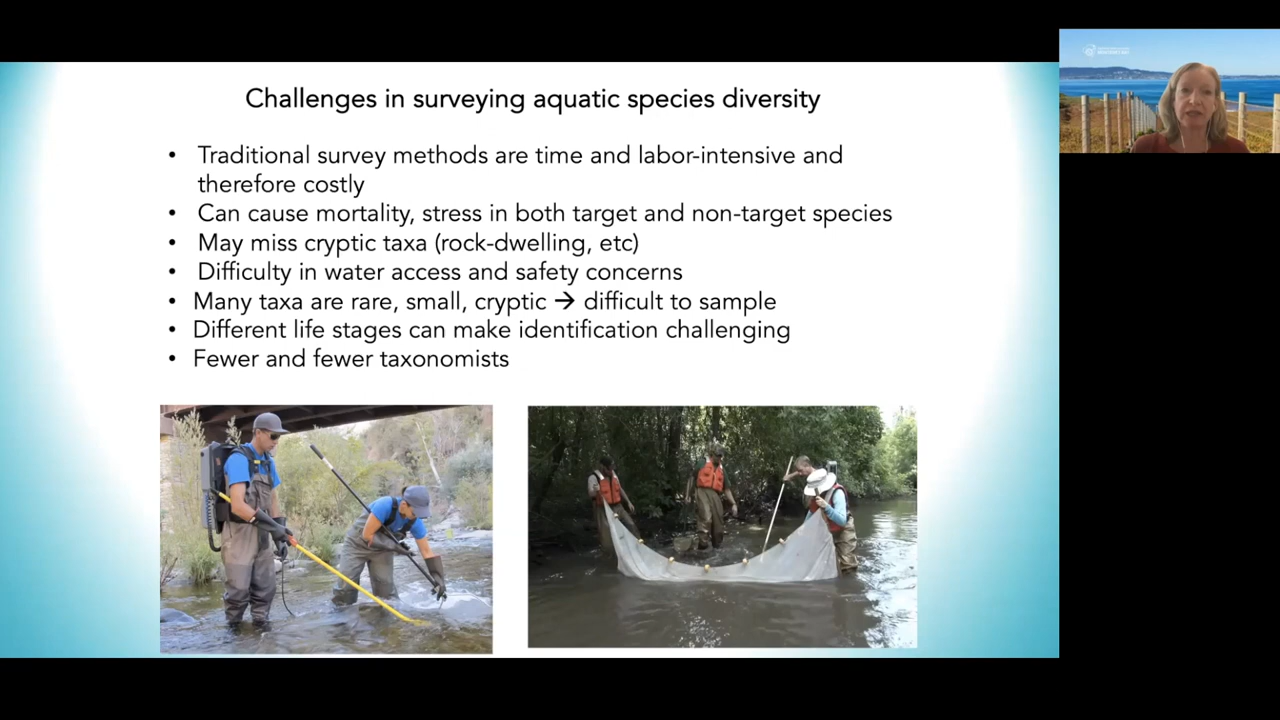 Challenges in surveying aquatic species diversity
• Traditional survey methods are time and labor-intensive and
therefore costly
• Can cause mortality, stress in both target and non-target species
• May miss cryptic taxa (rock-dwelling, etc)
• Difficulty in water access and safety concerns
• Many taxa are rare, small, cryptic → difficult to sample
• Different life stages can make identification challenging
• Fewer and fewer taxonomists